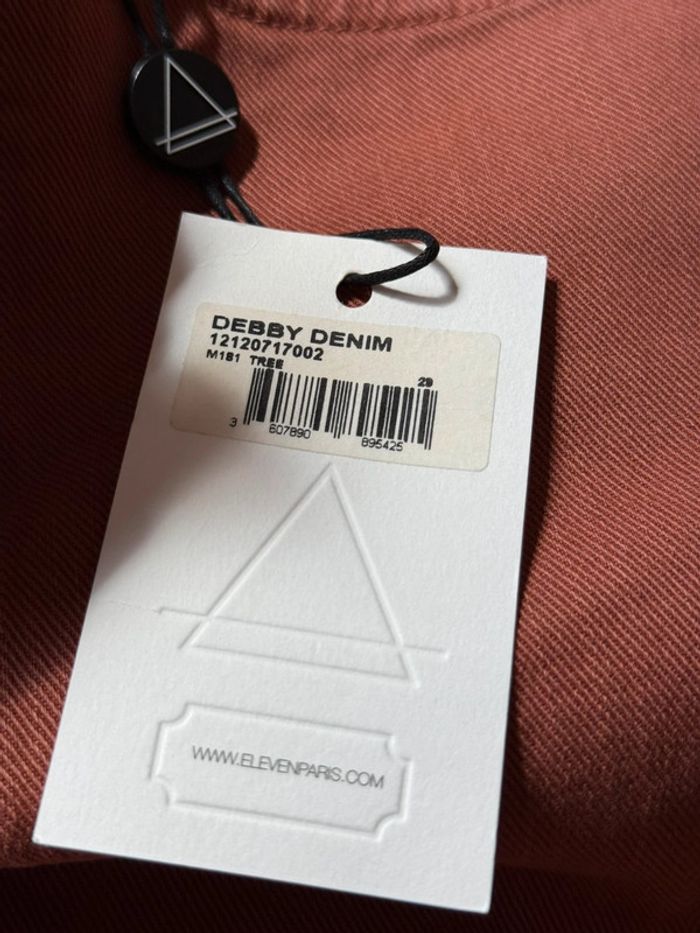 DEBBY DENIM
12120717002
M181 TREE
29
3 607890 895425
WWW.ELEVENPARIS.COM